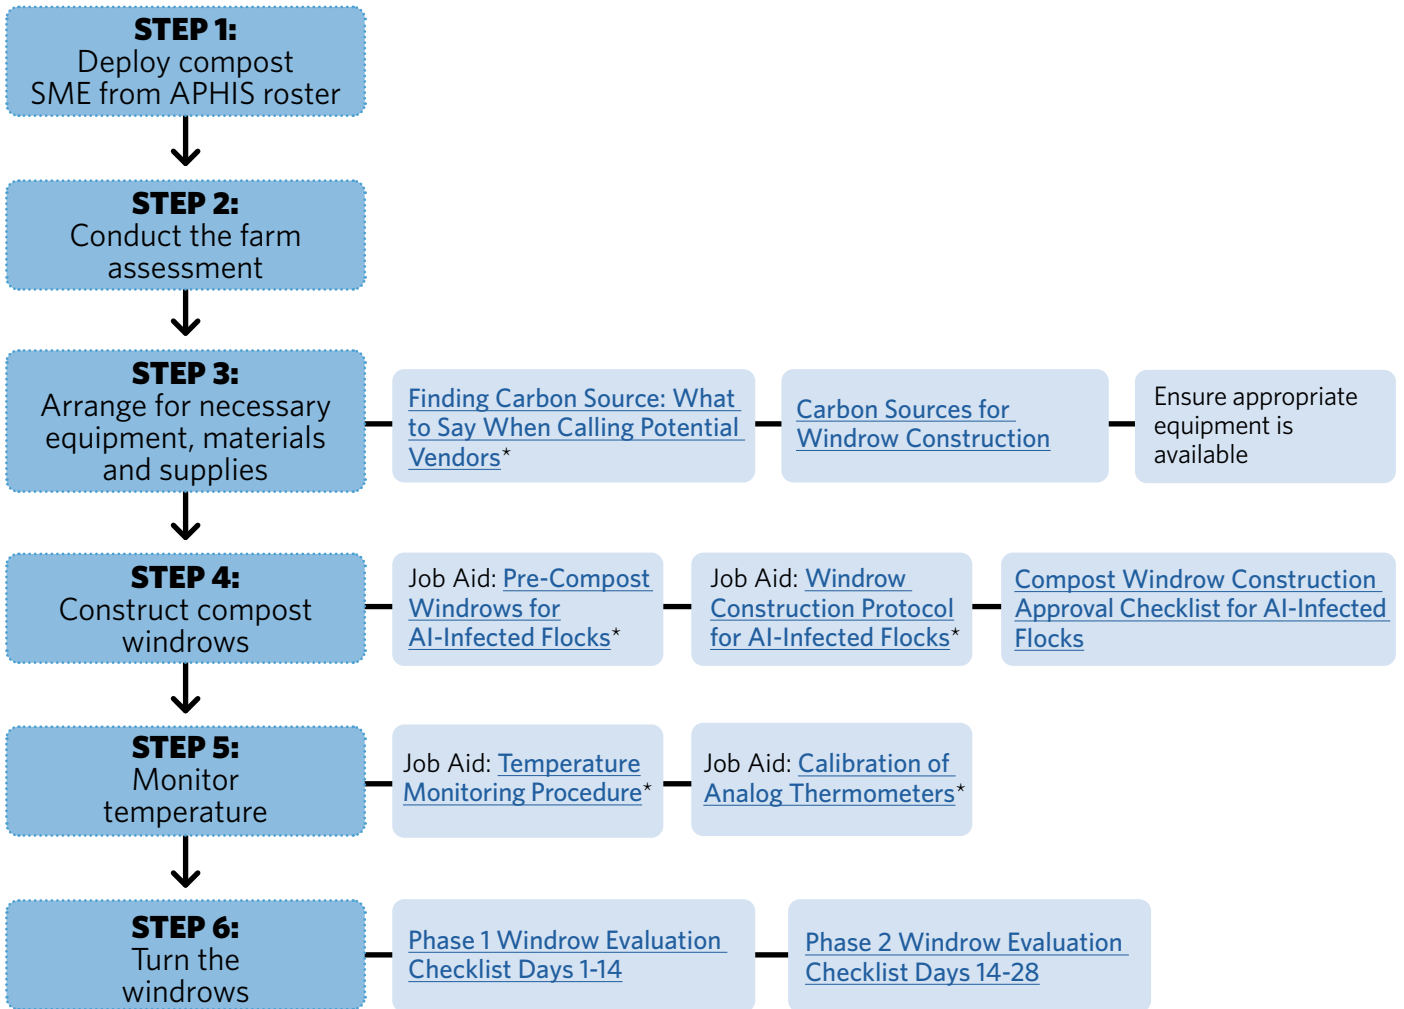 STEP 1:
Deploy compost
SME from APHIS roster
STEP 2:
Conduct the farm
assessment
STEP 3:
Arrange for necessary
equipment, materials
and supplies
Finding Carbon Source: What
to Say When Calling Potential
Vendors*
Carbon Sources for
Windrow Construction
Ensure appropriate
equipment is
available
STEP 4:
Construct compost
windrows
Job Aid: Pre-Compost
Windrows for
AI-Infected Flocks*
Job Aid: Windrow
Construction Protocol
for AI-Infected Flocks*
Compost Windrow Construction
Approval Checklist for AI-Infected
Flocks
STEP 5:
Monitor
temperature
Job Aid: Temperature
Monitoring Procedure*
Job Aid: Calibration of
Analog Thermometers*
STEP 6:
Turn the
windrows
Phase 1 Windrow Evaluation
Checklist Days 1-14
Phase 2 Windrow Evaluation
Checklist Days 14-28